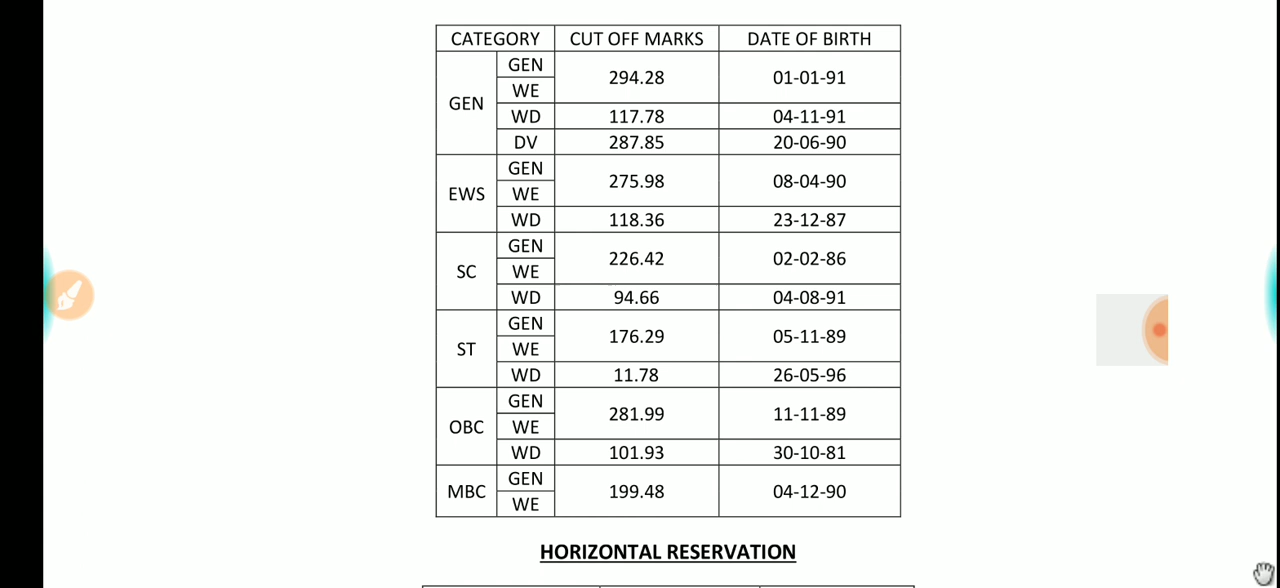 CATEGORY CUT OFF MARKS DATE OF BIRTH
GEN GEN 294.28 01-01-91
WE
WD 117.78 04-11-91
DV 287.85 20-06-90
EWS GEN 275.98 08-04-90
WE
WD 118.36 23-12-87
SC GEN 226.42 02-02-86
WE
WD 94.66 04-08-91
ST GEN 176.29 05-11-89
WE
WD 11.78 26-05-96
OBC GEN 281.99 11-11-89
WE
WD 101.93 30-10-81
MBC GEN 199.48 04-12-90
WE
HORIZONTAL RESERVATION